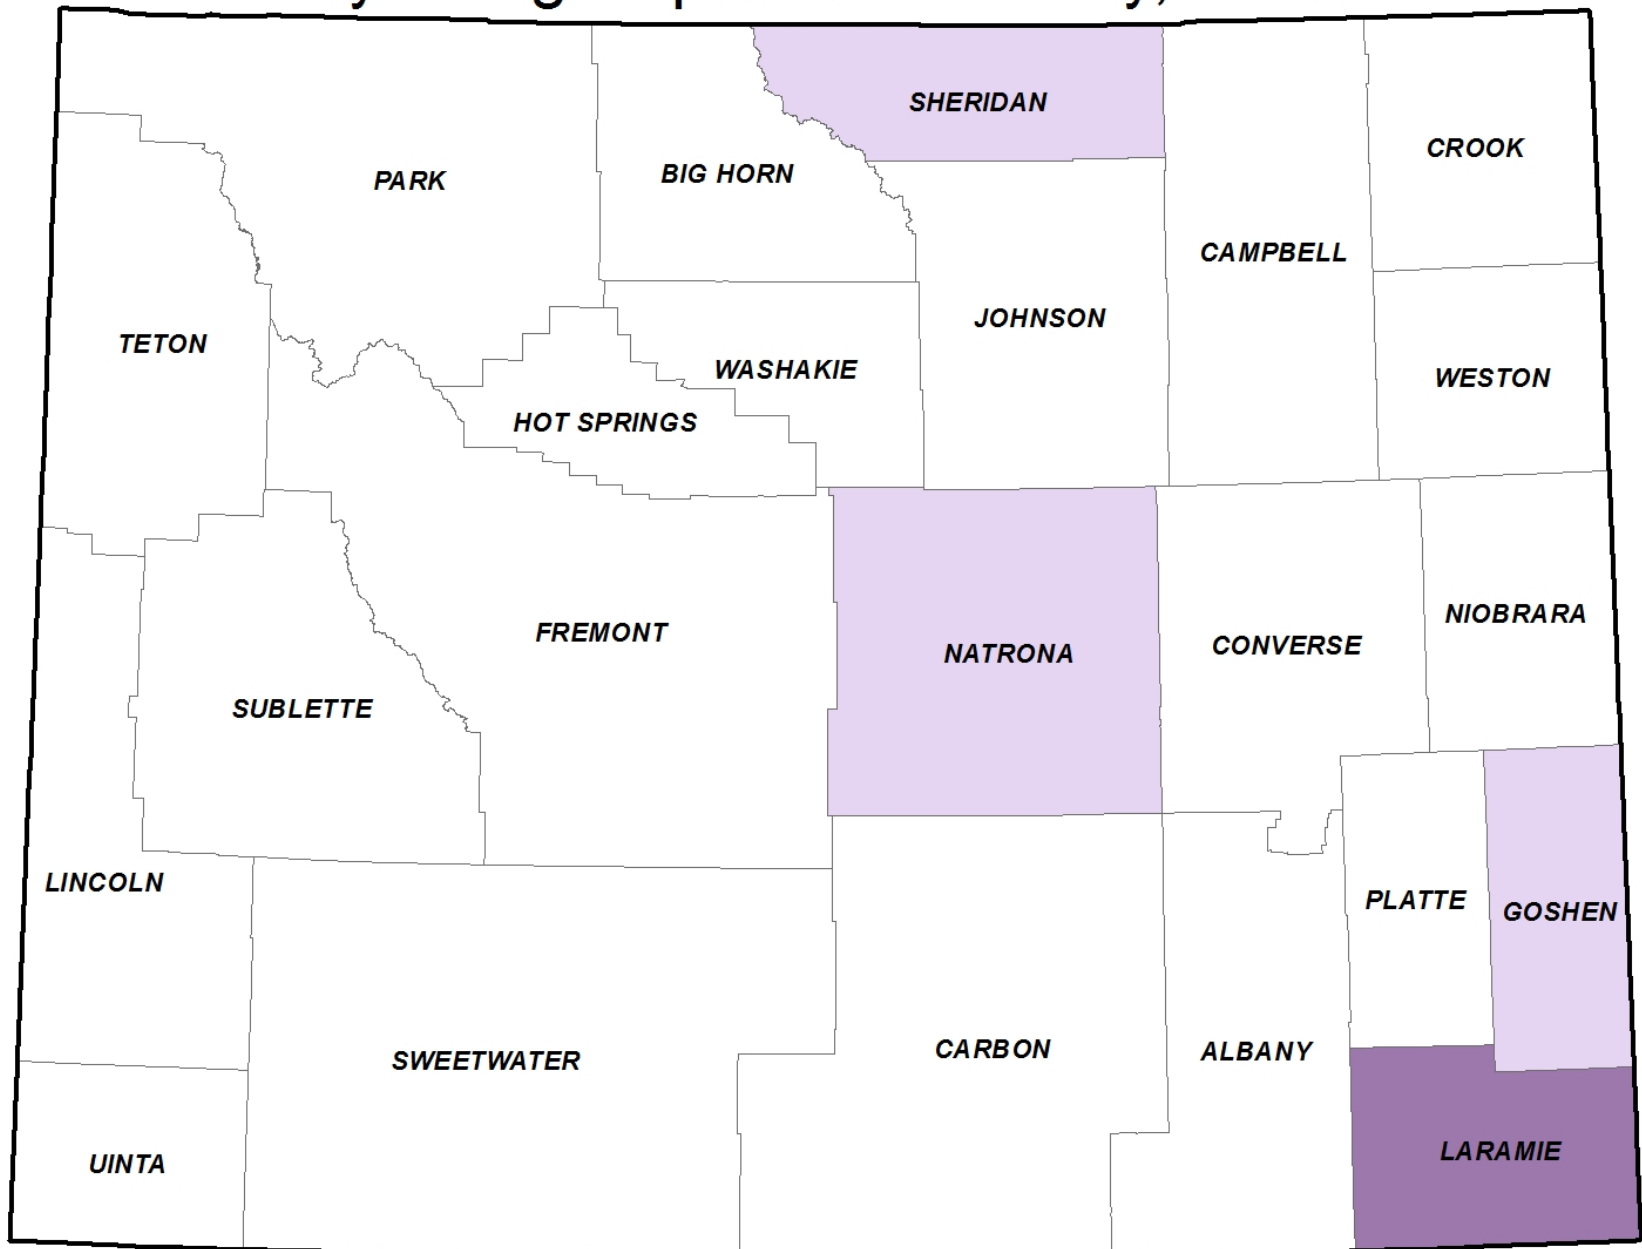 SHERIDAN
CROOK
BIG HORN
PARK
CAMPBELL
JOHNSON
TETON
WASHAKIE
WESTON
HOT SPRINGS
NIOBRARA
FREMONT
CONVERSE
NATRONA
SUBLETTE
LINCOLN
PLATTE
GOSHEN
CARBON
ALBANY
SWEETWATER
LARAMIE
UINTA